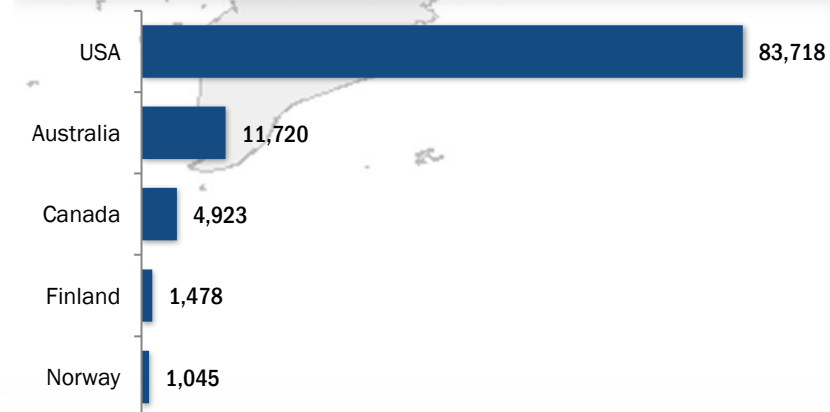 USA 83,718
Australia 11,720
Canada 4,923
Finland 1,478
Norway 1,045